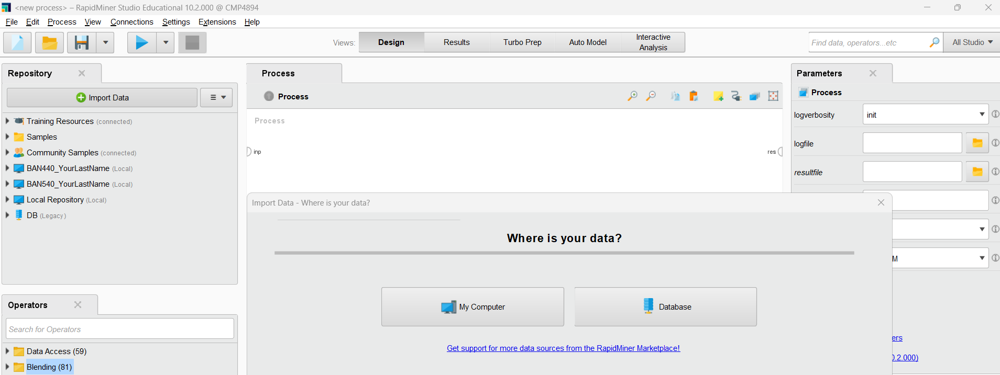 <new process> – RapidMiner Studio Educational 10.2.000 @ CMP4894
File Edit Process View Connections Settings Extensions Help
Views: Design Results Turbo Prep Auto Model Interactive Analysis
Find data, operators...etc All Studio
Repository
Import Data
Training Resources (connected)
Samples
Community Samples (connected)
BAN440_YourLastName (Local)
BAN540_YourLastName (Local)
Local Repository (Local)
DB (Legacy)
Operators
Search for Operators
Data Access (59)
Blending (81)
Process
Process
Process
inp
res
Parameters
Process
logverbosity init
logfile
resultfile
M
ers
0.2.000)
Import Data - Where is your data?
Where is your data?
My Computer
Database
Get support for more data sources from the RapidMiner Marketplace!